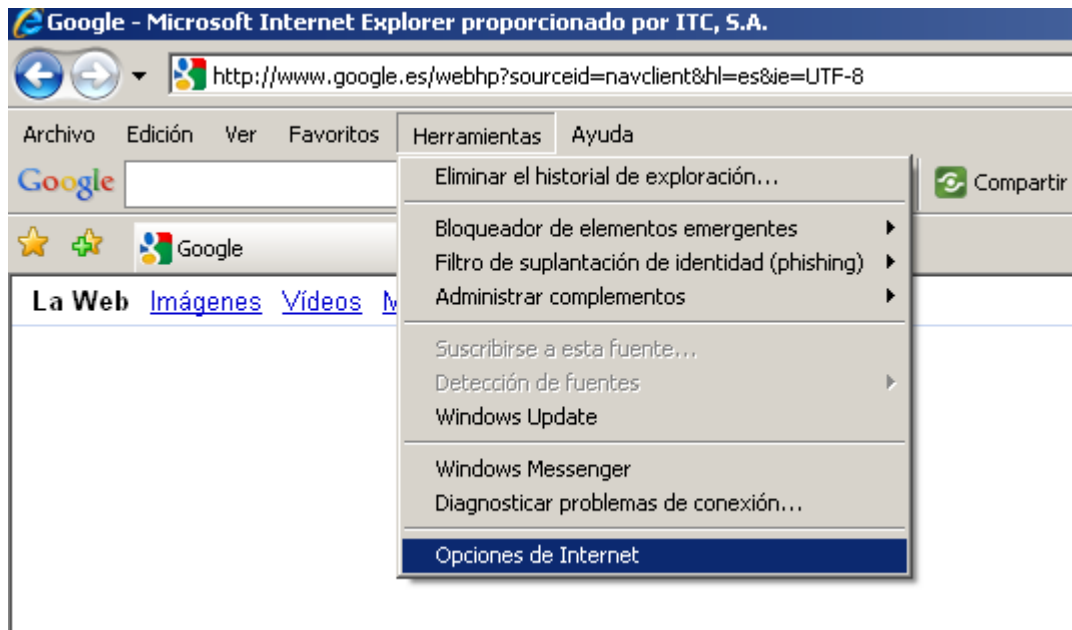 Google - Microsoft Internet Explorer proporcionado por ITC, S.A.
http://www.google.es/webhp?sourceid=navclient&hl=es&ie=UTF-8
Archivo Edición Ver Favoritos Herramientas Ayuda
Google
Compartir
Google
La Web Imágenes Vídeos
Eliminar el historial de exploración...
Bloqueador de elementos emergentes
Filtro de suplantación de identidad (phishing)
Administrar complementos
Suscribirse a esta fuente...
Detección de fuentes
Windows Update
Windows Messenger
Diagnosticar problemas de conexión...
Opciones de Internet